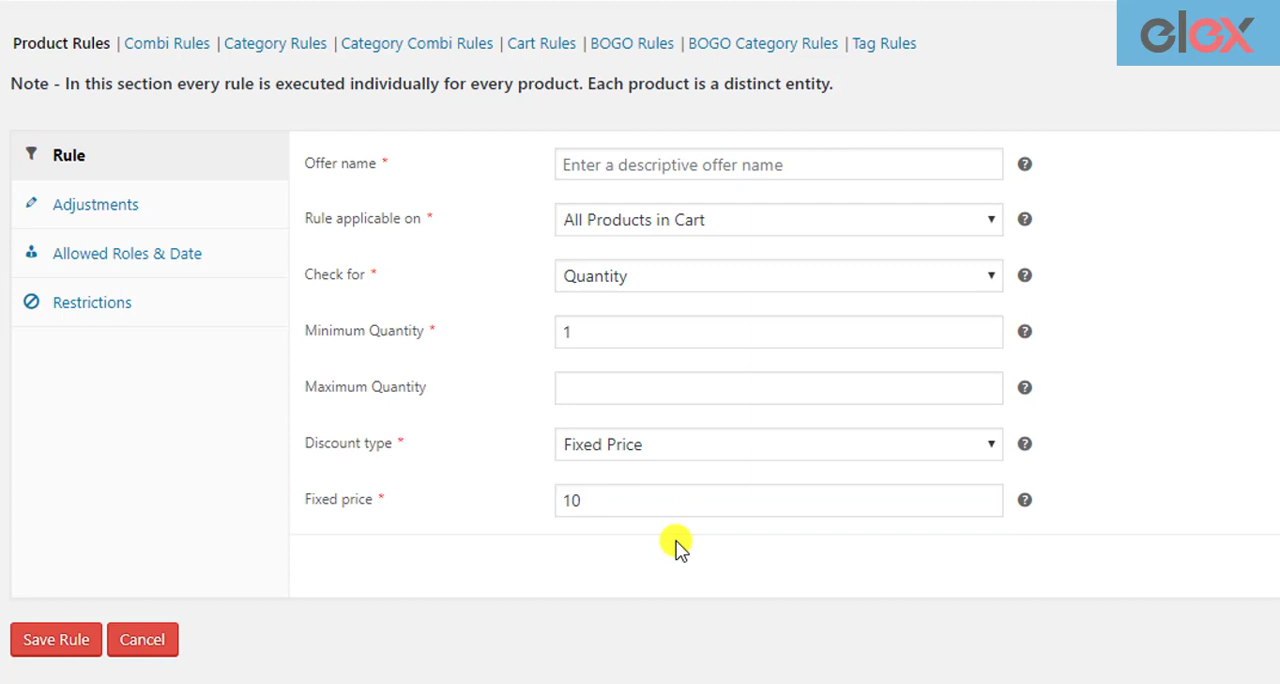 elex
Product Rules | Combi Rules | Category Rules | Category Combi Rules | Cart Rules | BOGO Rules | BOGO Category Rules | Tag Rules
Note - In this section every rule is executed individually for every product. Each product is a distinct entity.
Rule
Adjustments
Allowed Roles & Date
Restrictions
Offer name * Enter a descriptive offer name ?
Rule applicable on * All Products in Cart ▼ ?
Check for * Quantity ▼ ?
Minimum Quantity * 1 ?
Maximum Quantity ?
Discount type * Fixed Price ▼ ?
Fixed price * 10 ?
Save Rule Cancel